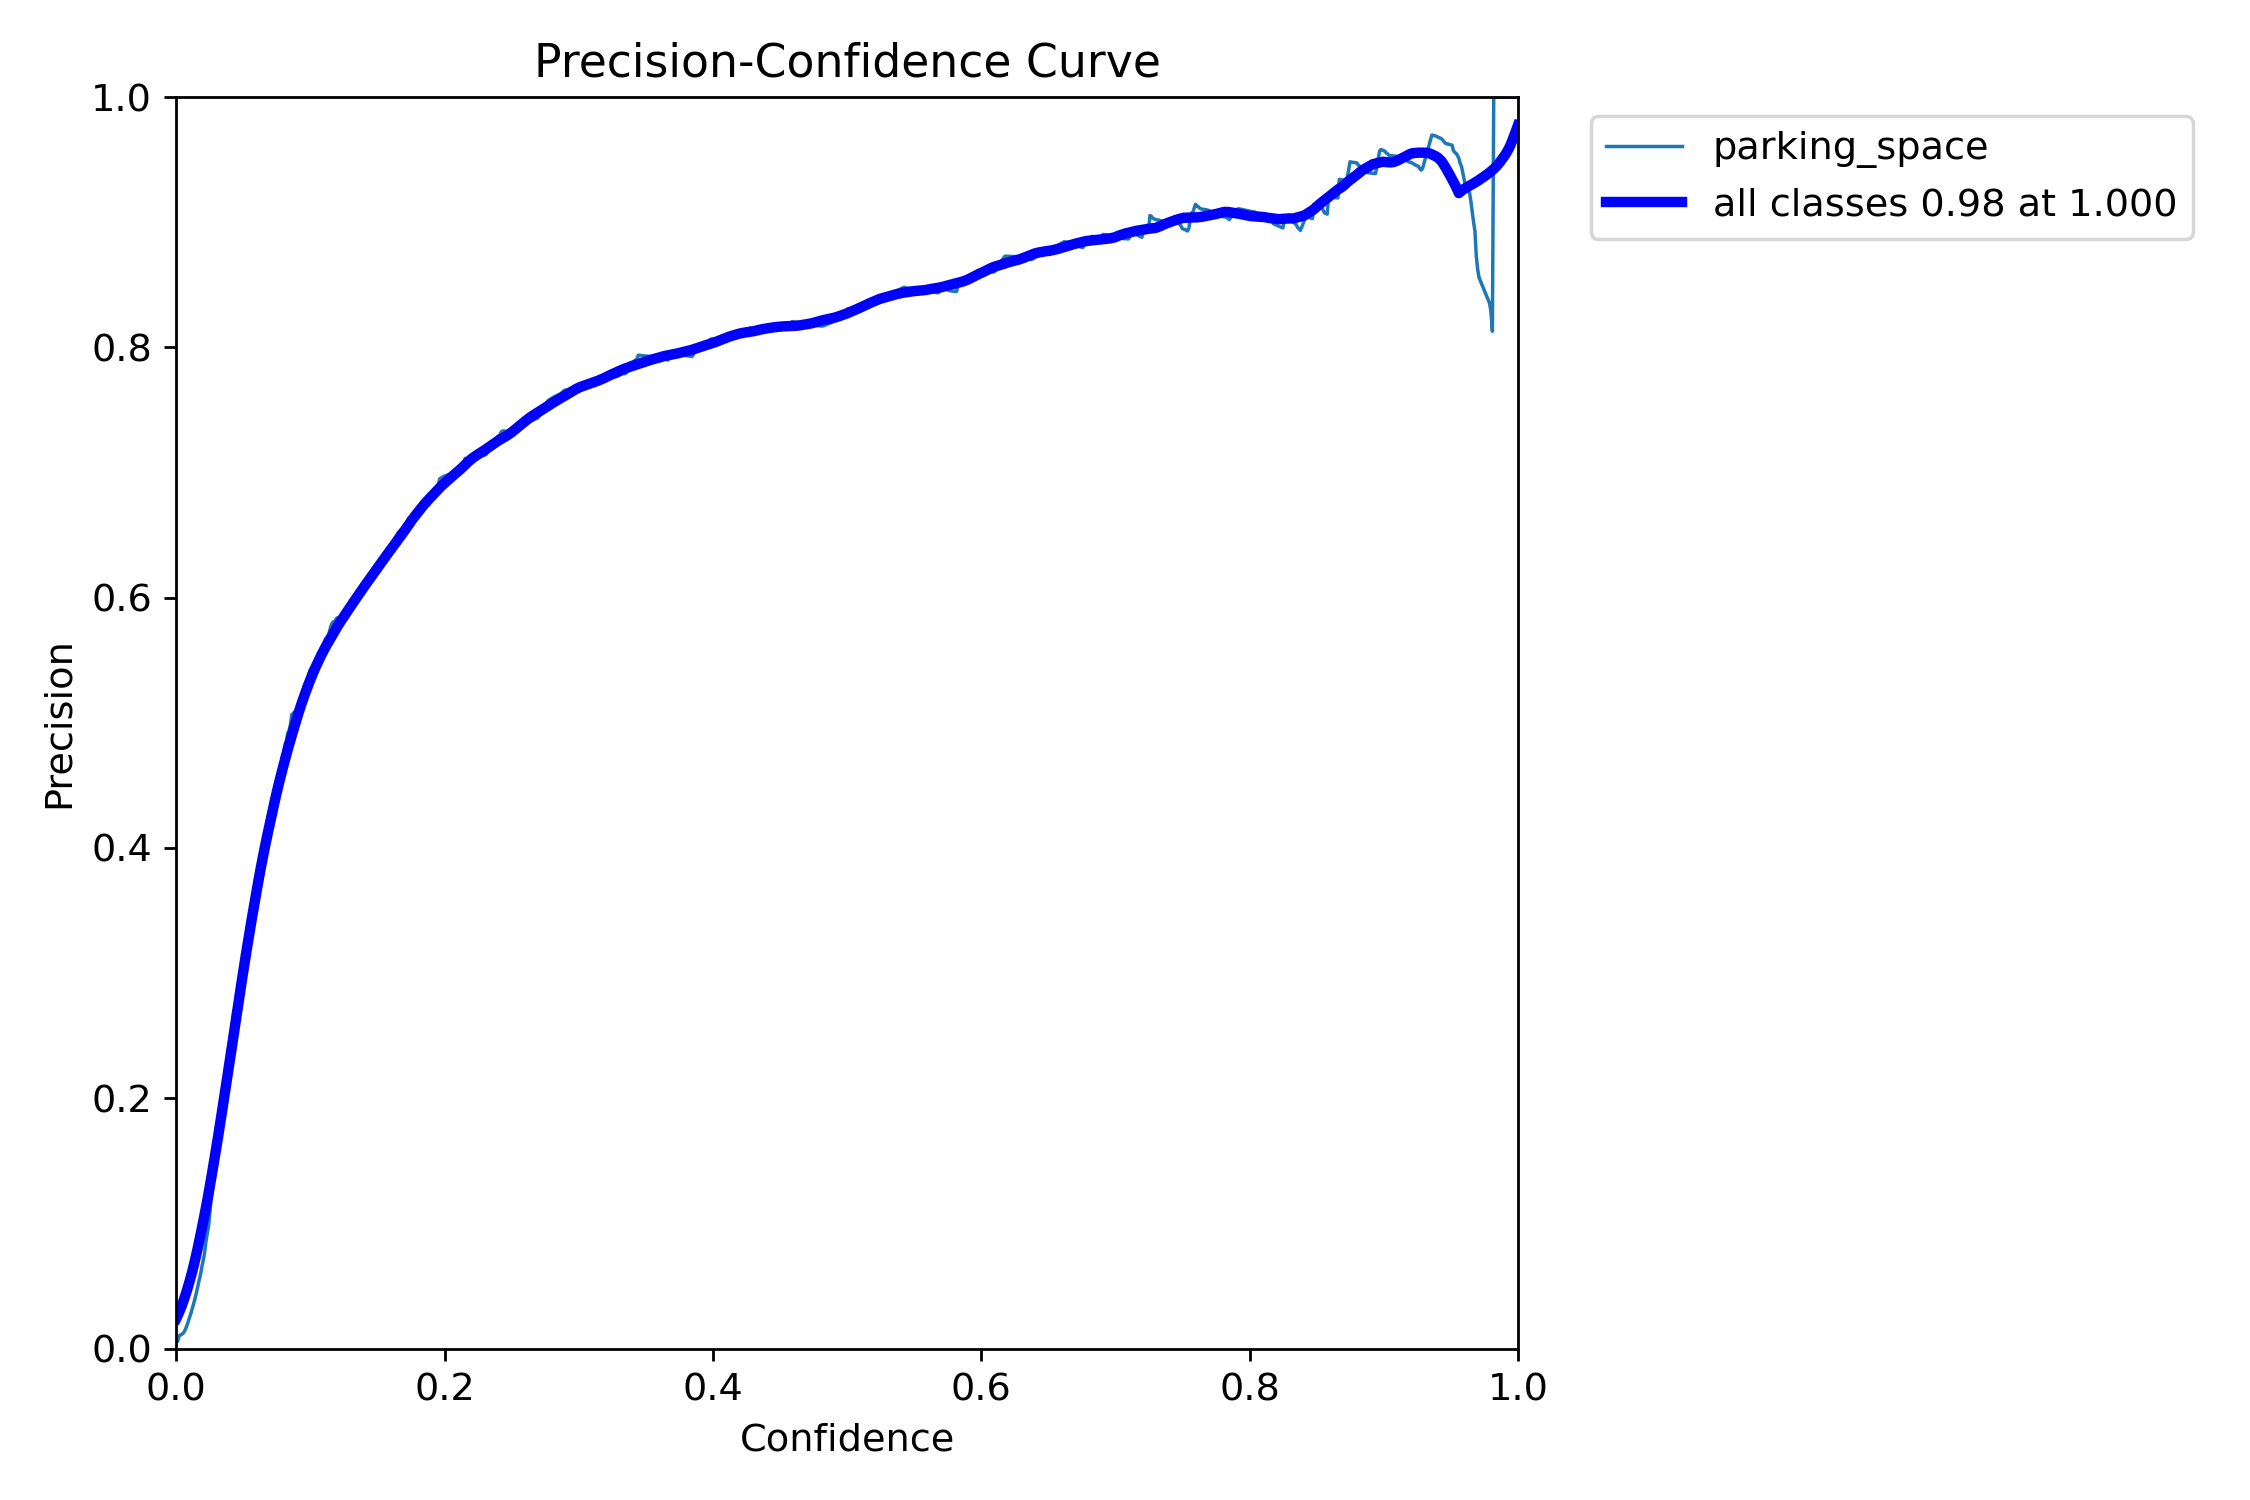 Precision-Confidence Curve
1.0
0.8
0.6
0.4
0.2
0.0
Precision
0.0 0.2 0.4 0.6 0.8 1.0
Confidence
parking_space
all classes 0.98 at 1.000